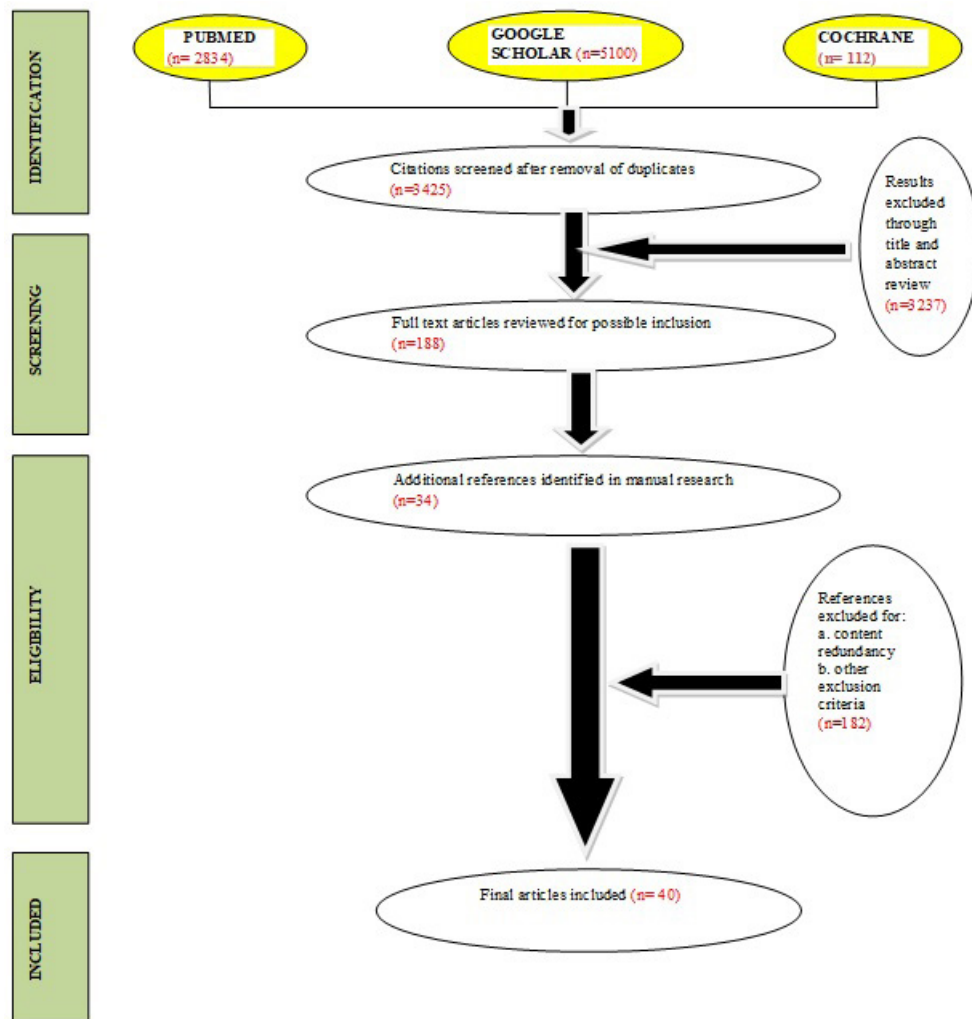 IDENTIFICATION
PUBMED
(n= 2834)
GOOGLE
SCHOLAR (n=5100)
COCHRANE
(n= 112)
Citations screened after removal of duplicates
(n=3425)
Results
excluded
through
title and
abstract
review
(n=3237)
SCREENING
Full text articles reviewed for possible inclusion
(n=188)
ELIGIBILITY
Additional references identified in manual research
(n=34)
References
excluded for:
a. content
redundancy
b. other
exclusion
criteria
(n=182)
INCLUDED
Final articles included (n= 40)